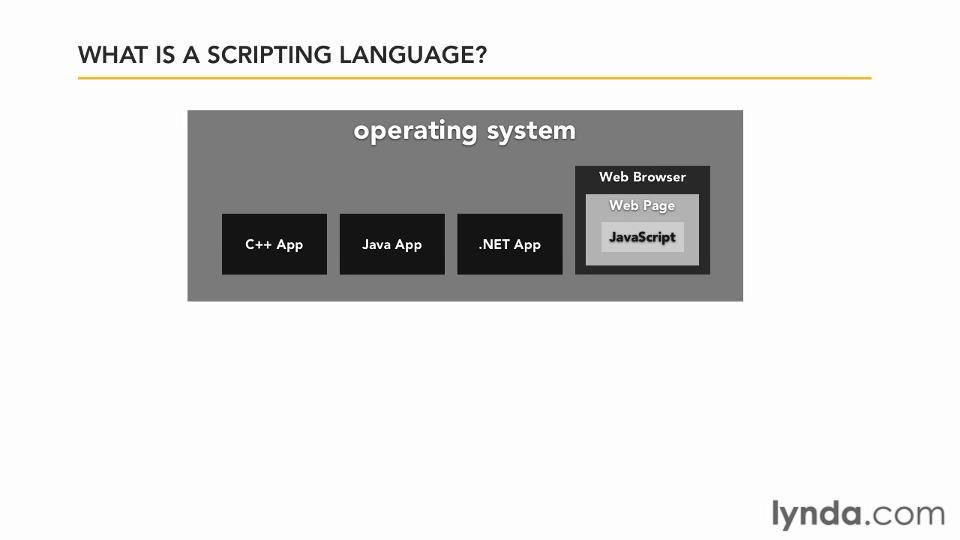 WHAT IS A SCRIPTING LANGUAGE?
operating system
Web Browser
Web Page
JavaScript
C++ App
Java App
.NET App
lynda.com